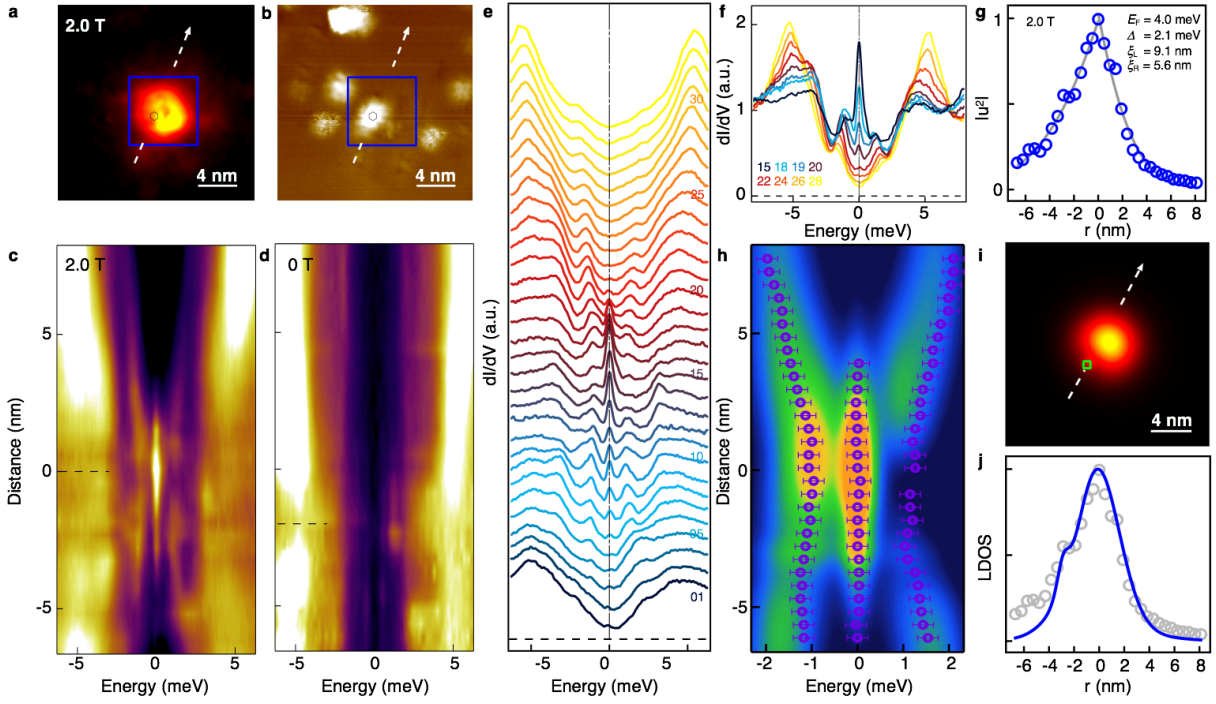 a
2.0 T
4 nm
b
4 nm
c
2.0 T
Distance (nm)
5
0
-5
-5
0
5
Energy (meV)
d
0 T
-5
0
5
Energy (meV)
e
dI/dV (a.u.)
30
25
20
15
10
05
01
-5
0
5
Energy (meV)
f
dI/dV (a.u.)
2
1
0
15 18 19 20
22 24 26 28
-5
0
5
Energy (meV)
g
2.0 T
E_F = 4.0 meV
Δ = 2.1 meV
ξ_L = 9.1 nm
ξ_R = 5.6 nm
|u²|
1
0
-6 -4 -2 0 2 4 6 8
r (nm)
h
Distance (nm)
5
0
-5
-2 -1 0 1 2
Energy (meV)
i
4 nm
j
LDOS
-6 -4 -2 0 2 4 6 8
r (nm)